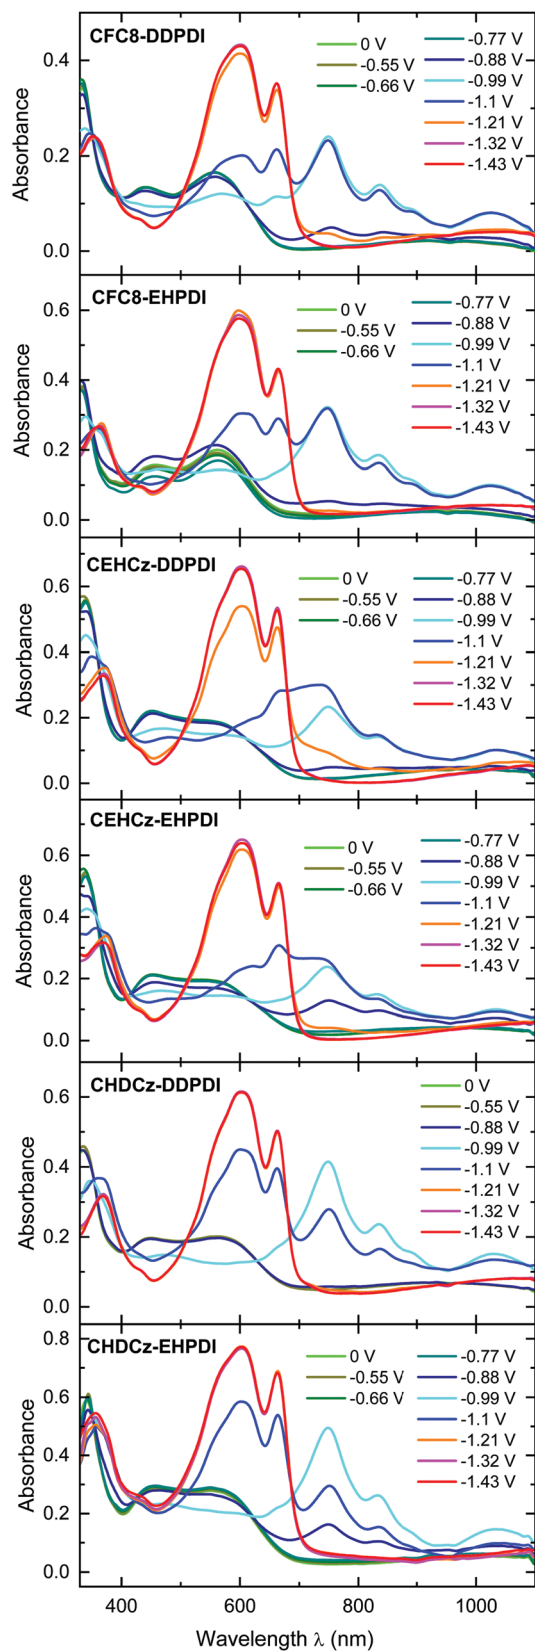 CFC8-DDPDI
0 V
-0.55 V
-0.66 V
-0.77 V
-0.88 V
-0.99 V
-1.1 V
-1.21 V
-1.32 V
-1.43 V
0.4
0.2
0.0
Absorbance
CFC8-EHPDI
0 V
-0.55 V
-0.66 V
-0.77 V
-0.88 V
-0.99 V
-1.1 V
-1.21 V
-1.32 V
-1.43 V
0.6
0.4
0.2
0.0
Absorbance
CEHCz-DDPDI
0 V
-0.55 V
-0.66 V
-0.77 V
-0.88 V
-0.99 V
-1.1 V
-1.21 V
-1.32 V
-1.43 V
0.6
0.4
0.2
0.0
Absorbance
CEHCz-EHPDI
0 V
-0.55 V
-0.66 V
-0.77 V
-0.88 V
-0.99 V
-1.1 V
-1.21 V
-1.32 V
-1.43 V
0.6
0.4
0.2
0.0
Absorbance
CHDCz-DDPDI
0 V
-0.55 V
-0.88 V
-0.99 V
-1.1 V
-1.21 V
-1.32 V
-1.43 V
0.6
0.4
0.2
0.0
Absorbance
CHDCz-EHPDI
0 V
-0.55 V
-0.66 V
-0.77 V
-0.88 V
-0.99 V
-1.1 V
-1.21 V
-1.32 V
-1.43 V
0.8
0.6
0.4
0.2
0.0
Absorbance
400
600
800
1000
Wavelength λ (nm)